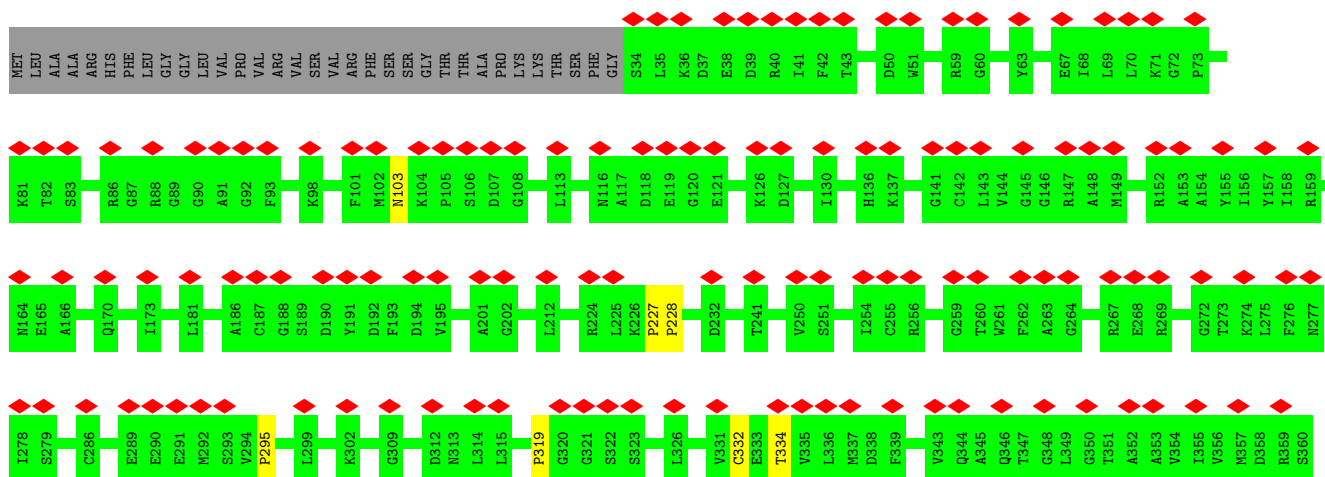 MET LEU ALA ALA ARG HIS PHE LEU GLY GLY LEU VAL PRO VAL ARG VAL SER VAL ARG PHE SER SER GLY THR THR ALA PRO LYS LYS THR SER PHE GLY S34 L35 K36 D37 E38 D39 R40 I41 F42 T43 D50 W51 R59 G60 Y63 E67 I68 L69 L70 K71 G72 P73
K81 T82 S83 R86 G87 R88 G89 G90 A91 G92 F93 K98 F101 M102 N103 K104 P105 S106 D107 G108 L113 N116 A117 D118 E119 G120 E121 K126 D127 I130 H136 K137 G141 C142 L143 V144 G145 G146 R147 A148 M149 R152 A153 A154 Y155 I156 Y157 I158 R159
N164 E165 A166 Q170 I173 L181 A186 C187 G188 S189 D190 Y191 D192 F193 D194 V195 A201 G202 L212 R224 L225 K226 P227 P228 D232 T241 V250 S251 I254 C255 R256 G259 T260 W261 F262 A263 G264 R267 E268 R269 G272 T273 K274 L275 F276 N277
I278 S279 C286 E289 E290 E291 M292 S293 V294 P295 L299 K302 G309 D312 N313 L314 L315 P319 G320 G321 S322 S323 L326 V331 C332 E333 T334 V335 L336 M337 D338 F339 V343 Q344 A345 Q346 T347 G348 L349 G350 T351 A352 A353 V354 I355 V356 M357 D358 R359 S360